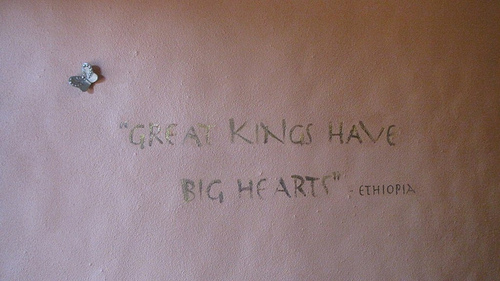 "GREAT KINGS HAVE
BIG HEARTS" - ETHIOPIA